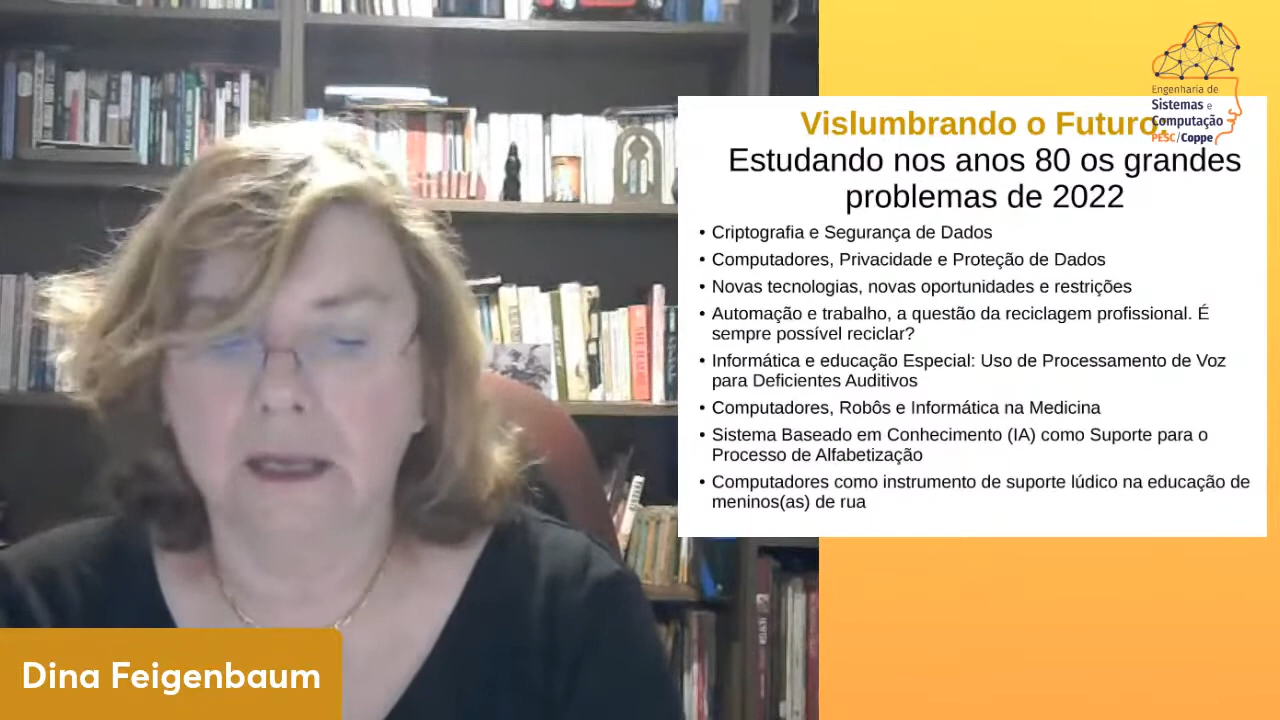 Engenharia de
Sistemas e
Computação
PESC/Coppe
Vislumbrando o Futuro:
Estudando nos anos 80 os grandes
problemas de 2022
• Criptografia e Segurança de Dados
• Computadores, Privacidade e Proteção de Dados
• Novas tecnologias, novas oportunidades e restrições
• Automação e trabalho, a questão da reciclagem profissional. É
sempre possível reciclar?
• Informática e educação Especial: Uso de Processamento de Voz
para Deficientes Auditivos
• Computadores, Robôs e Informática na Medicina
• Sistema Baseado em Conhecimento (IA) como Suporte para o
Processo de Alfabetização
• Computadores como instrumento de suporte lúdico na educação de
meninos(as) de rua
Dina Feigenbaum